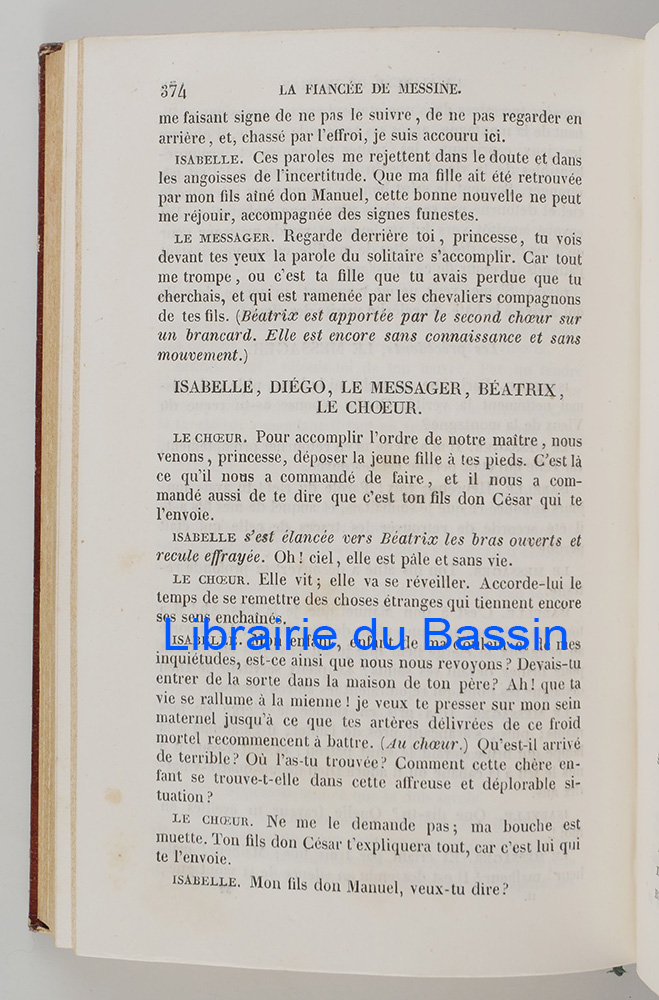 374 LA FIANCÉE DE MESSINE.
me faisant signe de ne pas le suivre, de ne pas regarder en
arrière, et, chassé par l'effroi, je suis accouru ici.
ISABELLE. Ces paroles me rejettent dans le doute et dans
les angoisses de l'incertitude. Que ma fille ait été retrouvée
par mon fils aîné don Manuel, cette bonne nouvelle ne peut
me réjouir, accompagnée des signes funestes.
LE MESSAGER. Regarde derrière toi, princesse, tu vois
devant tes yeux la parole du solitaire s'accomplir. Car tout
me trompe, ou c'est ta fille que tu avais perdue que tu
cherchais, et qui est ramenée par les chevaliers compagnons
de tes fils. (Béatrix est apportée par le second chœur sur
un brancard. Elle est encore sans connaissance et sans
mouvement.)
ISABELLE, DIÉGO, LE MESSAGER, BÉATRIX,
LE CHŒUR.
LE CHŒUR. Pour accomplir l'ordre de notre maître, nous
venons, princesse, déposer la jeune fille à tes pieds. C'est là
ce qu'il nous a commandé de faire, et il nous a com-
mandé aussi de te dire que c'est ton fils don César qui te
l'envoie.
ISABELLE s'est élancée vers Béatrix les bras ouverts et
recule effrayée. Oh! ciel, elle est pâle et sans vie.
LE CHŒUR. Elle vit; elle va se réveiller. Accorde-lui le
temps de se remettre des choses étranges qui tiennent encore
ses sens enchaînés.
Librairie du Bassin
ISABELLE. Mon enfant, enfant de ma douleur et de mes
inquiétudes, est-ce ainsi que nous nous revoyons? Devais-tu
entrer de la sorte dans la maison de ton père? Ah! que ta
vie se rallume à la mienne! je veux te presser sur mon sein
maternel jusqu'à ce que tes artères délivrées de ce froid
mortel recommencent à battre. (Au chœur.) Qu'est-il arrivé
de terrible? Où l'as-tu trouvée? Comment cette chère en-
fant se trouve-t-elle dans cette affreuse et déplorable si-
tuation?
LE CHŒUR. Ne me le demande pas; ma bouche est
muette. Ton fils don César t'expliquera tout, car c'est lui qui
te l'envoie.
ISABELLE. Mon fils don Manuel, veux-tu dire?